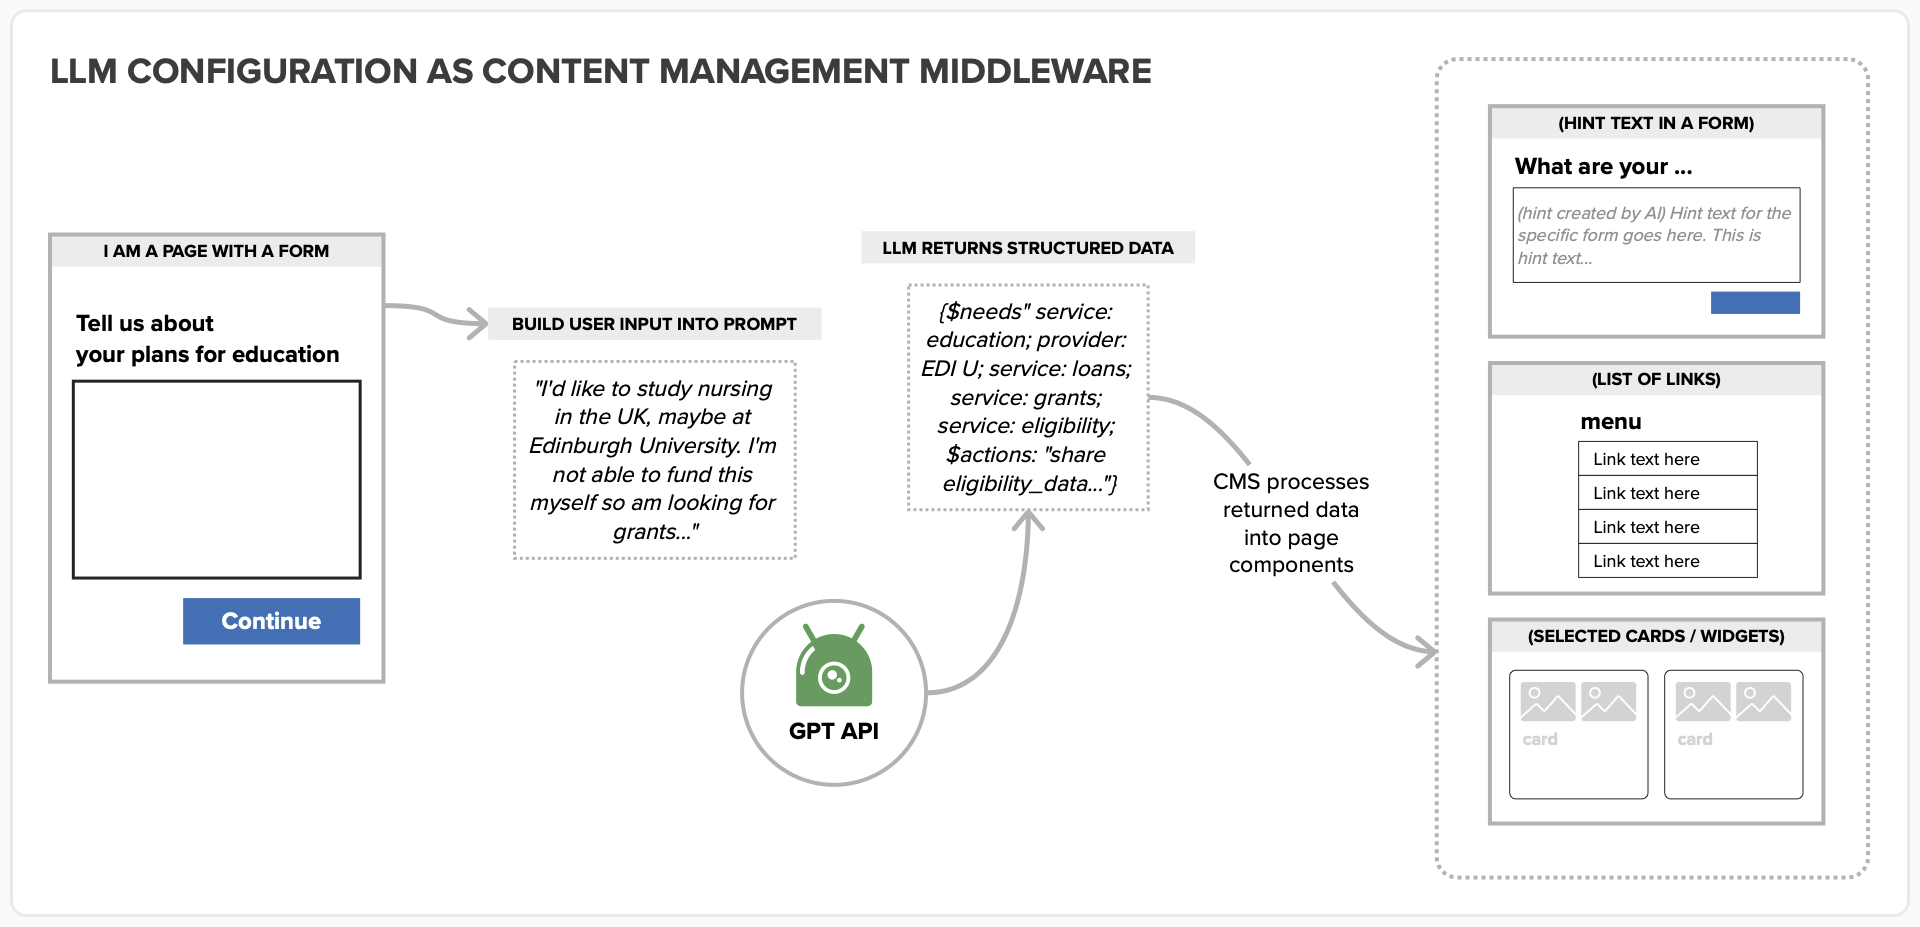 LLM CONFIGURATION AS CONTENT MANAGEMENT MIDDLEWARE
I AM A PAGE WITH A FORM
Tell us about
your plans for education
Continue
BUILD USER INPUT INTO PROMPT
"I'd like to study nursing
in the UK, maybe at
Edinburgh University. I'm
not able to fund this
myself so am looking for
grants..."
GPT API
LLM RETURNS STRUCTURED DATA
{$needs" service:
education; provider:
EDI U; service: loans;
service: grants;
service: eligibility;
$actions: "share
eligibility_data..."}
CMS processes
returned data
into page
components
(HINT TEXT IN A FORM)
What are your ...
(hint created by AI) Hint text for the
specific form goes here. This is
hint text...
(LIST OF LINKS)
menu
Link text here
Link text here
Link text here
Link text here
(SELECTED CARDS / WIDGETS)
card
card